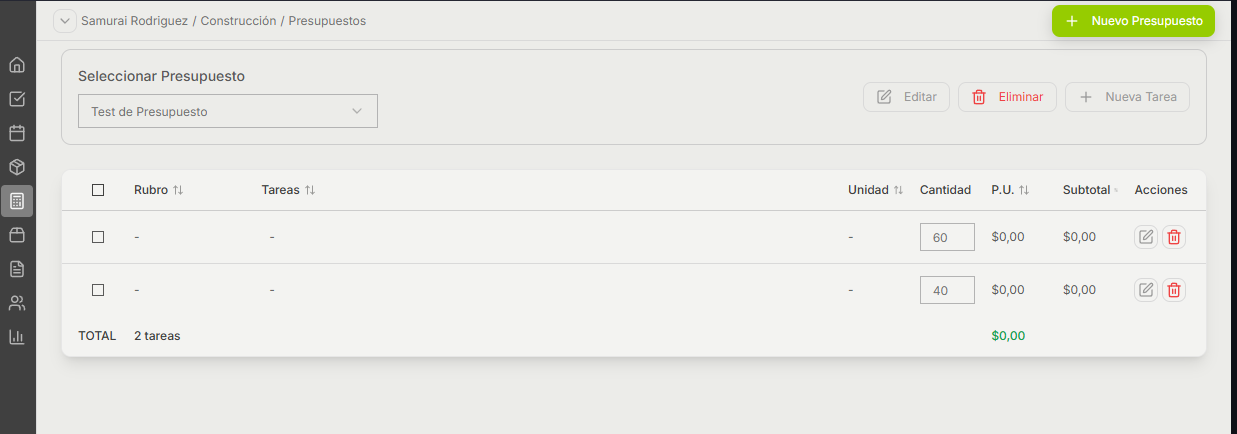 Samurai Rodriguez / Construcción / Presupuestos
+ Nuevo Presupuesto
Seleccionar Presupuesto
Test de Presupuesto
Editar
Eliminar
+ Nueva Tarea
Rubro Tareas Unidad Cantidad P.U. Subtotal Acciones
- - - 60 $0,00 $0,00
- - - 40 $0,00 $0,00
TOTAL 2 tareas $0,00